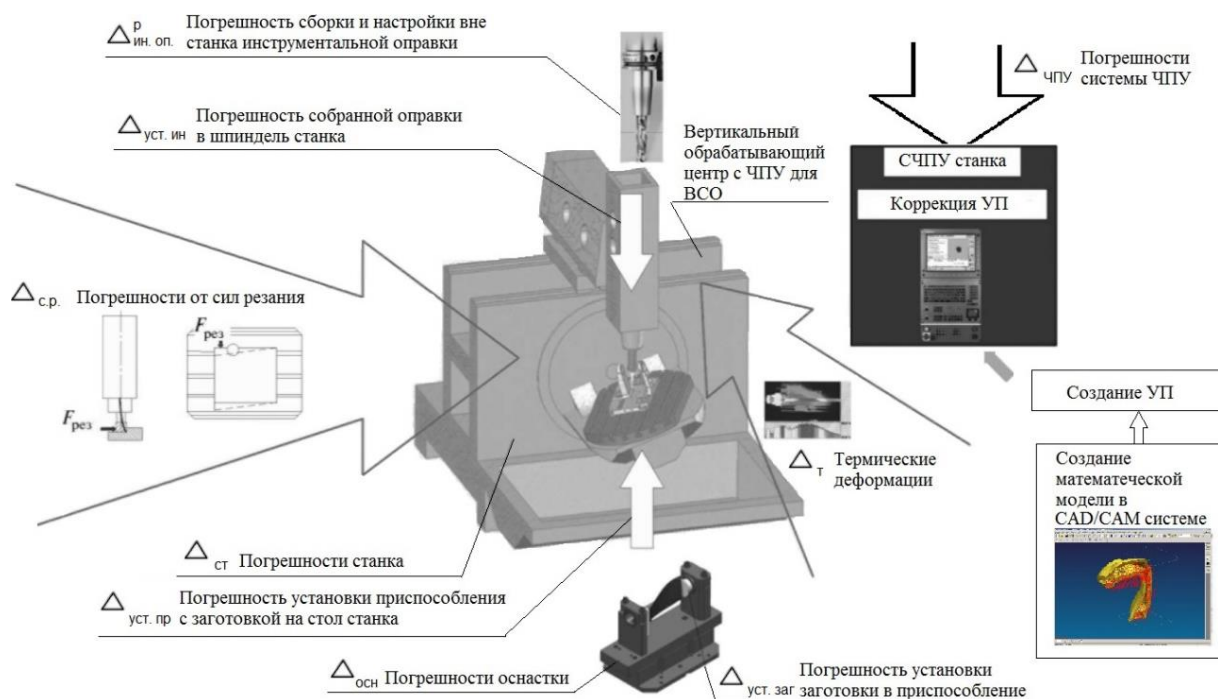 △ р ин. оп. Погрешность сборки и настройки вне
станка инструментальной оправки
△ уст. ин Погрешность собранной оправки
в шпиндель станка
Вертикальный
обрабатывающий
центр с ЧПУ для
ВСО
△ ЧПУ Погрешности
системы ЧПУ
СЧПУ станка
Коррекция УП
△ с.р. Погрешности от сил резания
Fрез
Fрез
△ т Термические
деформации
Создание УП
Создание
математеческой
модели в
CAD/CAM системе
△ ст Погрешности станка
△ уст. пр Погрешность установки приспособления
с заготовкой на стол станка
△ осн Погрешности оснастки
△ уст. заг Погрешность установки
заготовки в приспособление